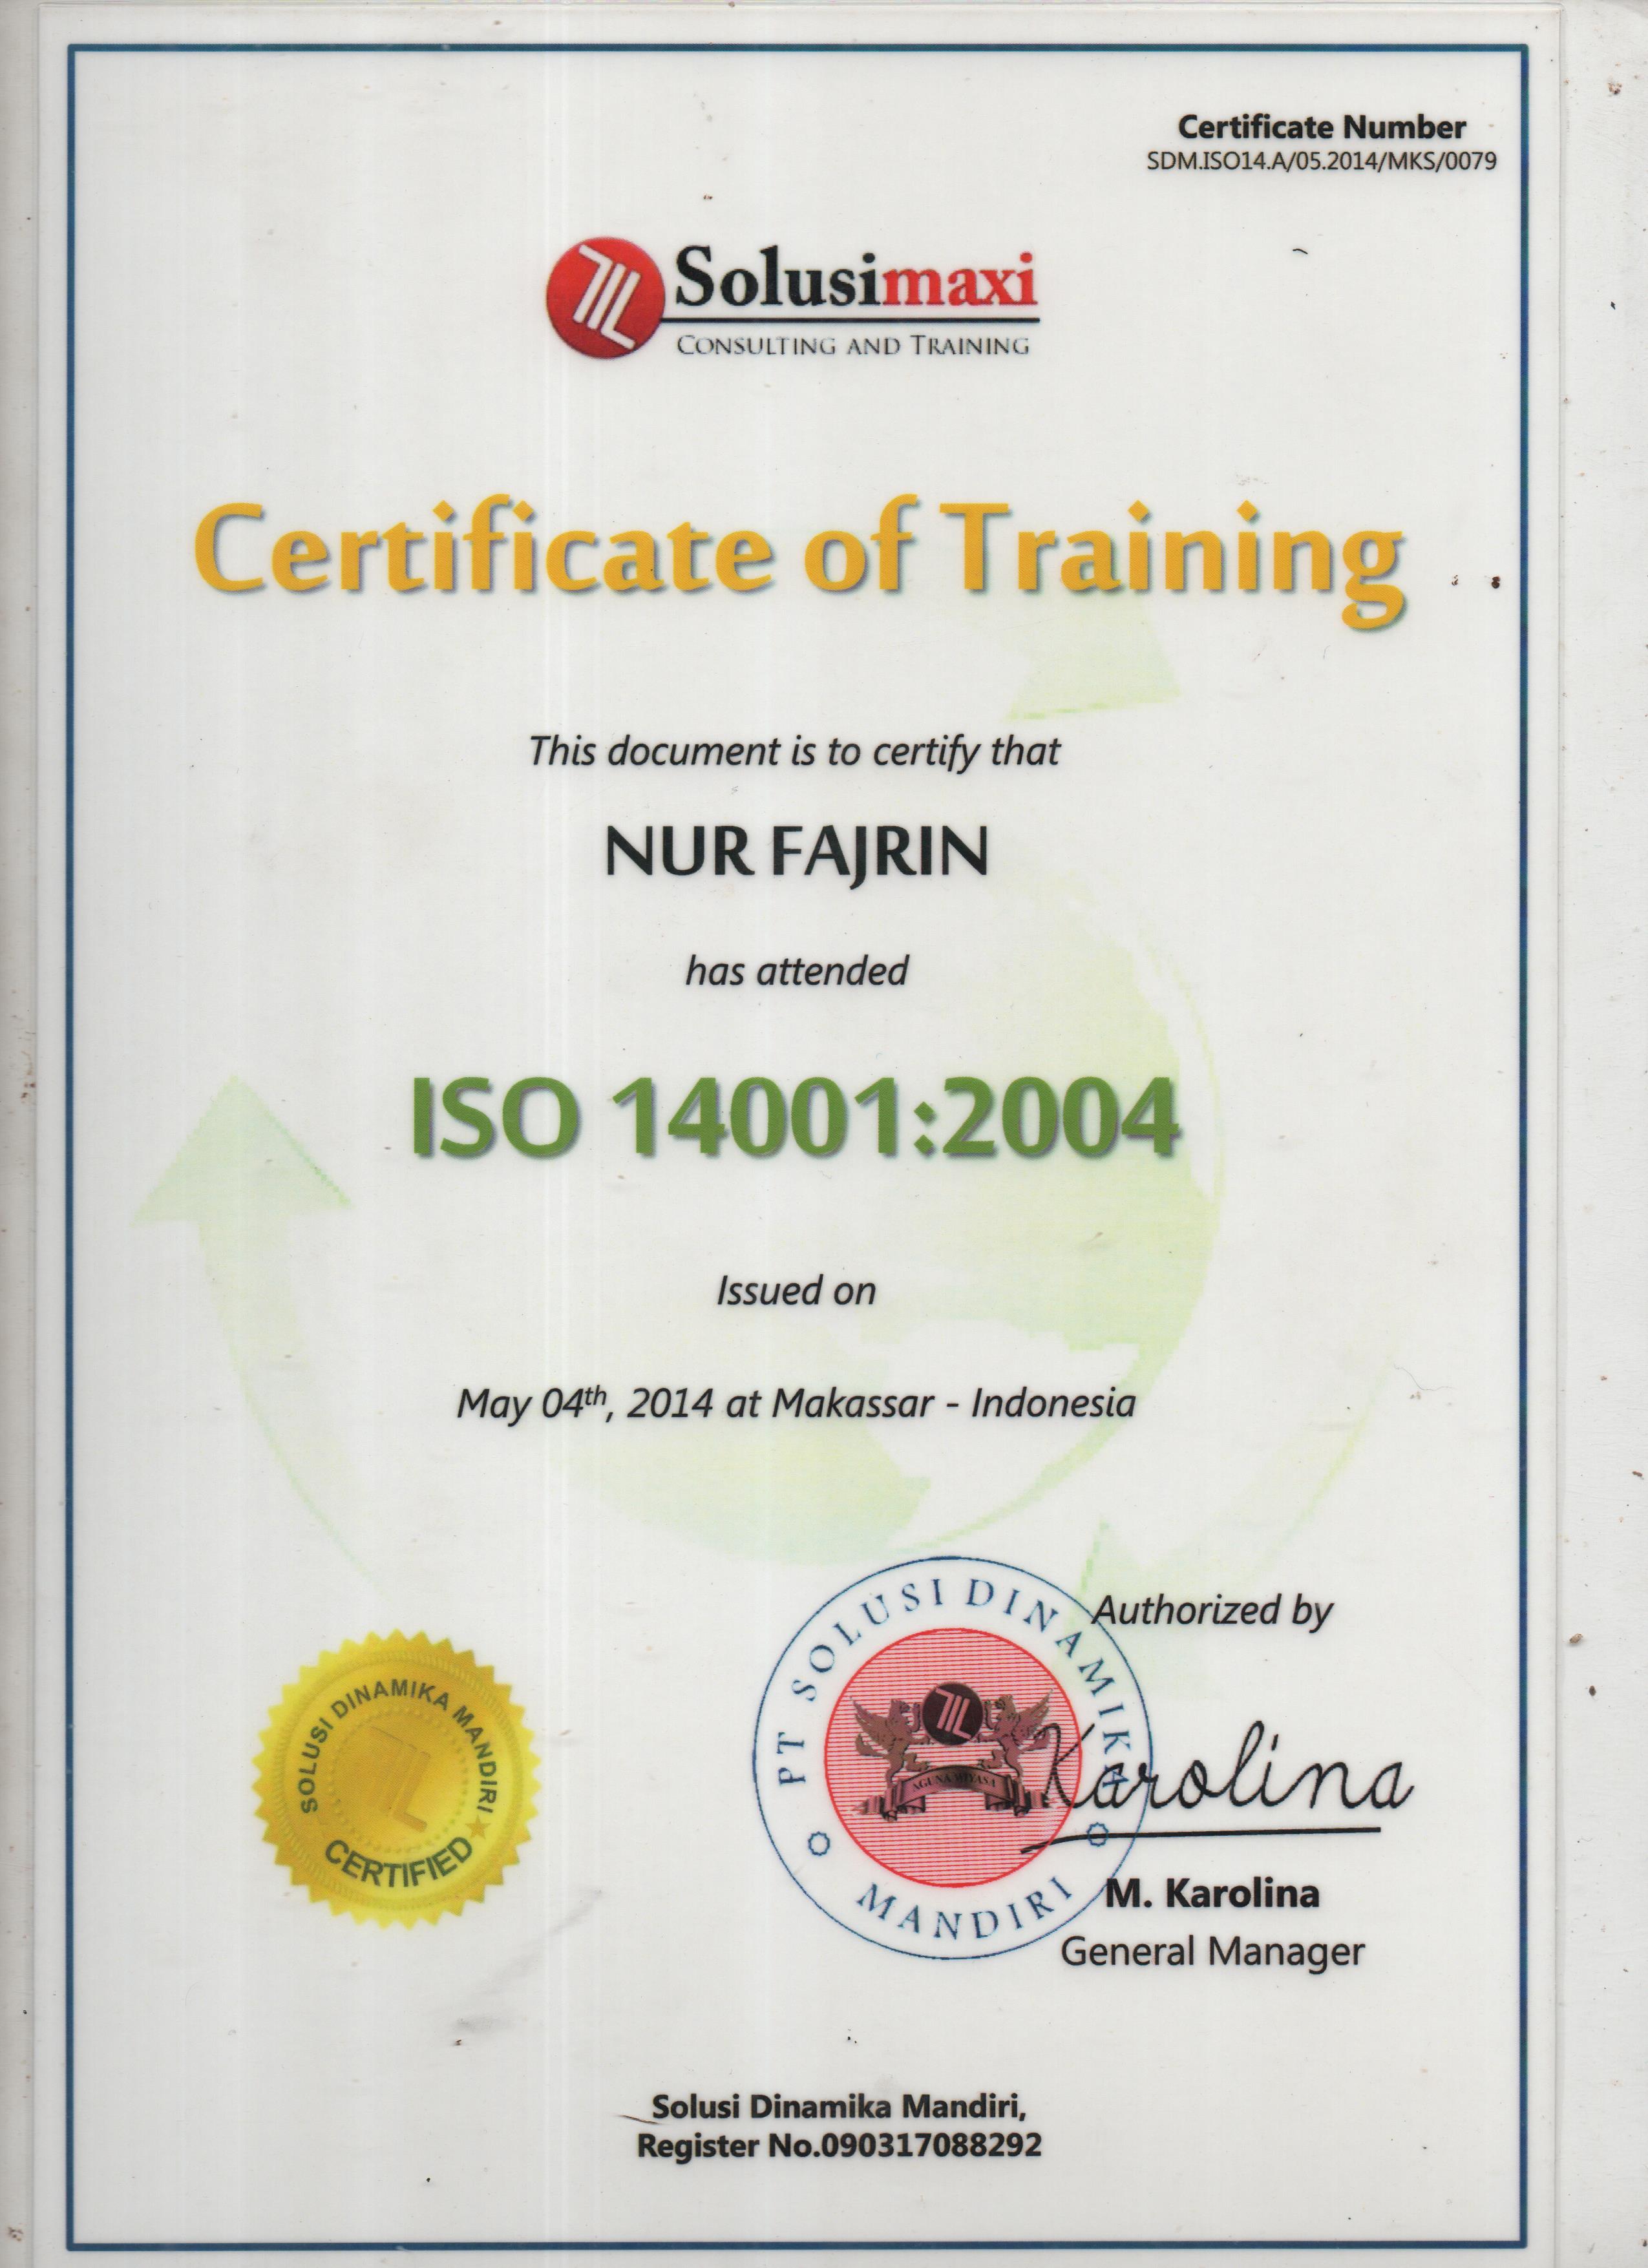 Certificate Number
SDM.ISO14.A/05.2014/MKS/0079
Solusimaxi
CONSULTING AND TRAINING
Certificate of Training
This document is to certify that
NUR FAJRIN
has attended
ISO 14001:2004
Issued on
May 04th, 2014 at Makassar - Indonesia
Authorized by
SOLUSI DINAMIKA MANDIRI
CERTIFIED
PT SOLUSI DINAMIKA
MANDIRI
AGUNA WIYASA
Karolina
M. Karolina
General Manager
Solusi Dinamika Mandiri,
Register No.090317088292